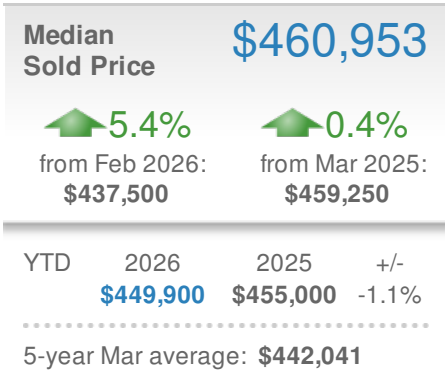 Median $460,953
Sold Price
5.4% 0.4%
from Feb 2026: from Mar 2025:
$437,500 $459,250
YTD 2026 2025 +/-
$449,900 $455,000 -1.1%
5-year Mar average: $442,041